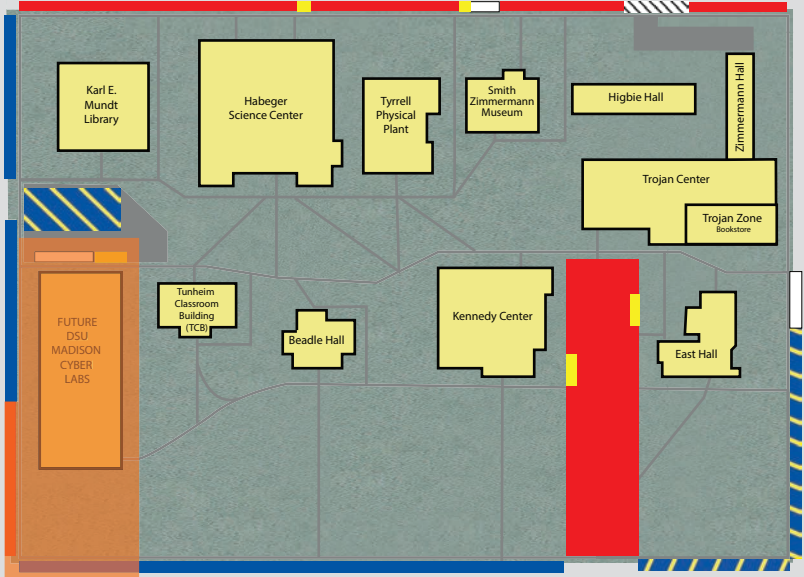 Karl E.
Mundt
Library
Habeger
Science Center
Tyrrell
Physical
Plant
Smith
Zimmermann
Museum
Higbie Hall
Zimmermann Hall
Trojan Center
Trojan Zone
Bookstore
FUTURE
DSU
MADISON
CYBER
LABS
Tunheim
Classroom
Building
(TCB)
Beadle Hall
Kennedy Center
East Hall